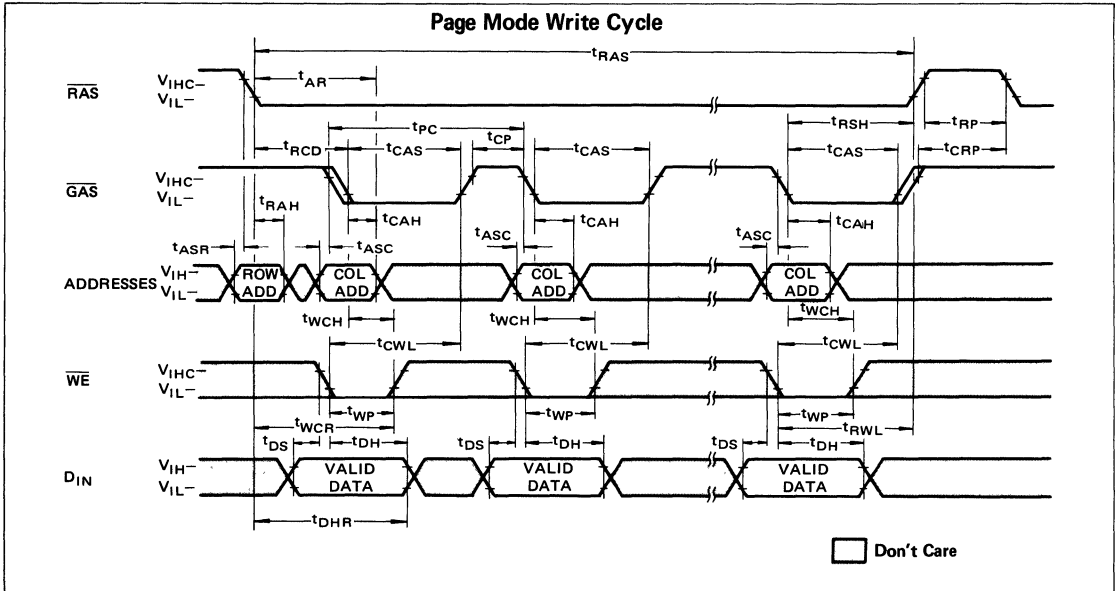 Page Mode Write Cycle
tRAS
tAR
RAS
VIHC
VIL
tRSH
tRP
tPC
tCP
tRCD
tCAS
tCAS
tCAS
tCRP
GAS
VIHC
VIL
tRAH
tCAH
tCAH
tCAH
tASR
tASC
tASC
tASC
ADDRESSES
VIH
VIL
ROW ADD
COL ADD
COL ADD
COL ADD
tWCH
tWCH
tWCH
tCWL
tCWL
tCWL
WE
VIHC
VIL
tWP
tWP
tWP
tWCR
tRWL
tDS
tDH
tDS
tDH
tDS
tDH
DIN
VIH
VIL
VALID DATA
VALID DATA
VALID DATA
tDHR
Don't Care